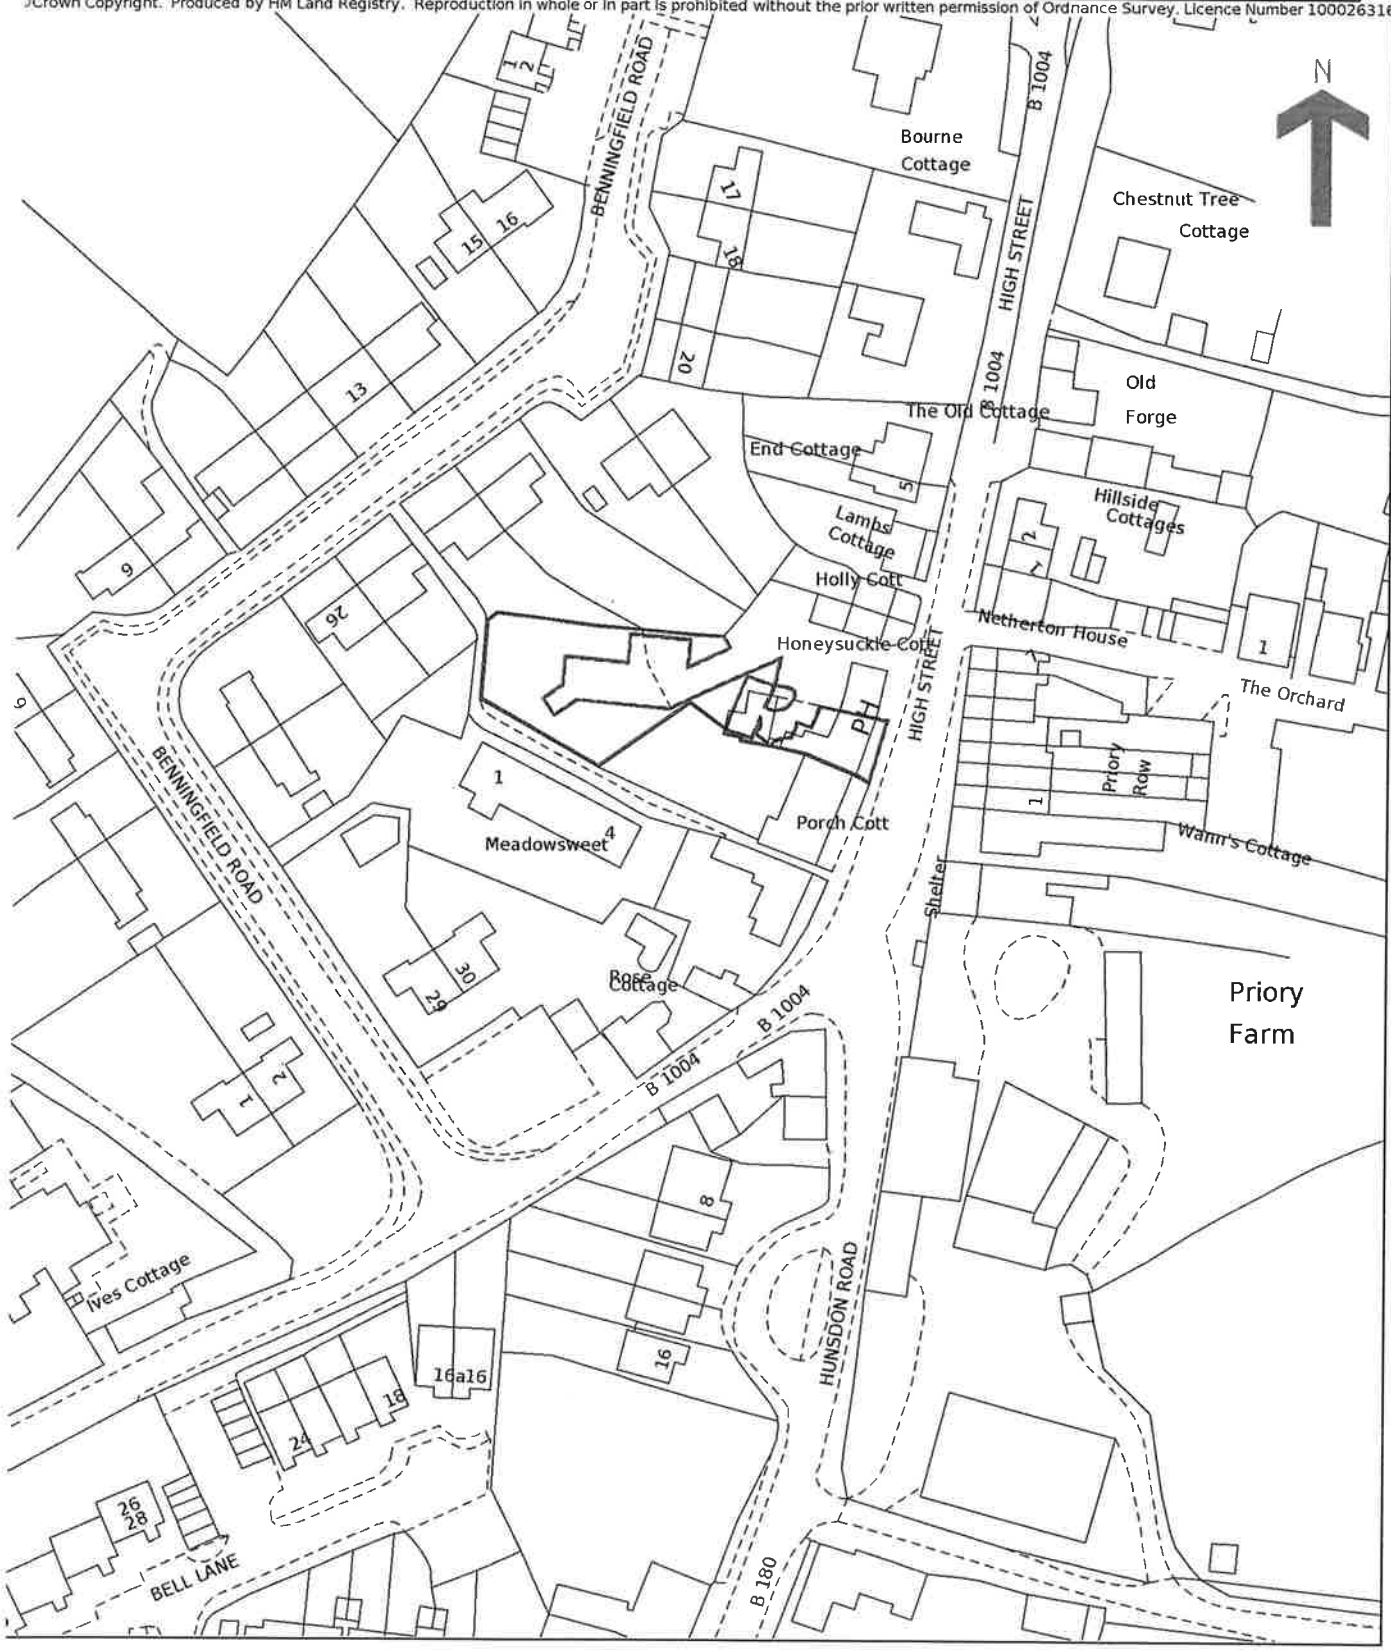 Crown Copyright. Produced by HM Land Registry. Reproduction in whole or in part is prohibited without the prior written permission of Ordnance Survey. Licence Number 100026316
N
1
2
BENNINGFIELD ROAD
B 1004
Bourne
Cottage
Chestnut Tree
Cottage
17
18
15
16
HIGH STREET
13
20
B 1004
Old
Forge
The Old Cottage
End Cottage
5
Hillside
Cottages
Lambs
Cottage
2
1
9
Holly Cott
26
Netherton House
Honeysuckle Cott
1
7
The Orchard
HIGH STREET
PH
9
Priory
Row
1
1
4
Meadowsweet
Porch Cott
Wann's Cottage
BENNINGFIELD ROAD
Shelter
30
29
Rose
Cottage
Priory
Farm
B 1004
B 1004
2
1
8
Ives Cottage
HUNSDON ROAD
16
16a16
18
24
26
28
BELL LANE
B 180